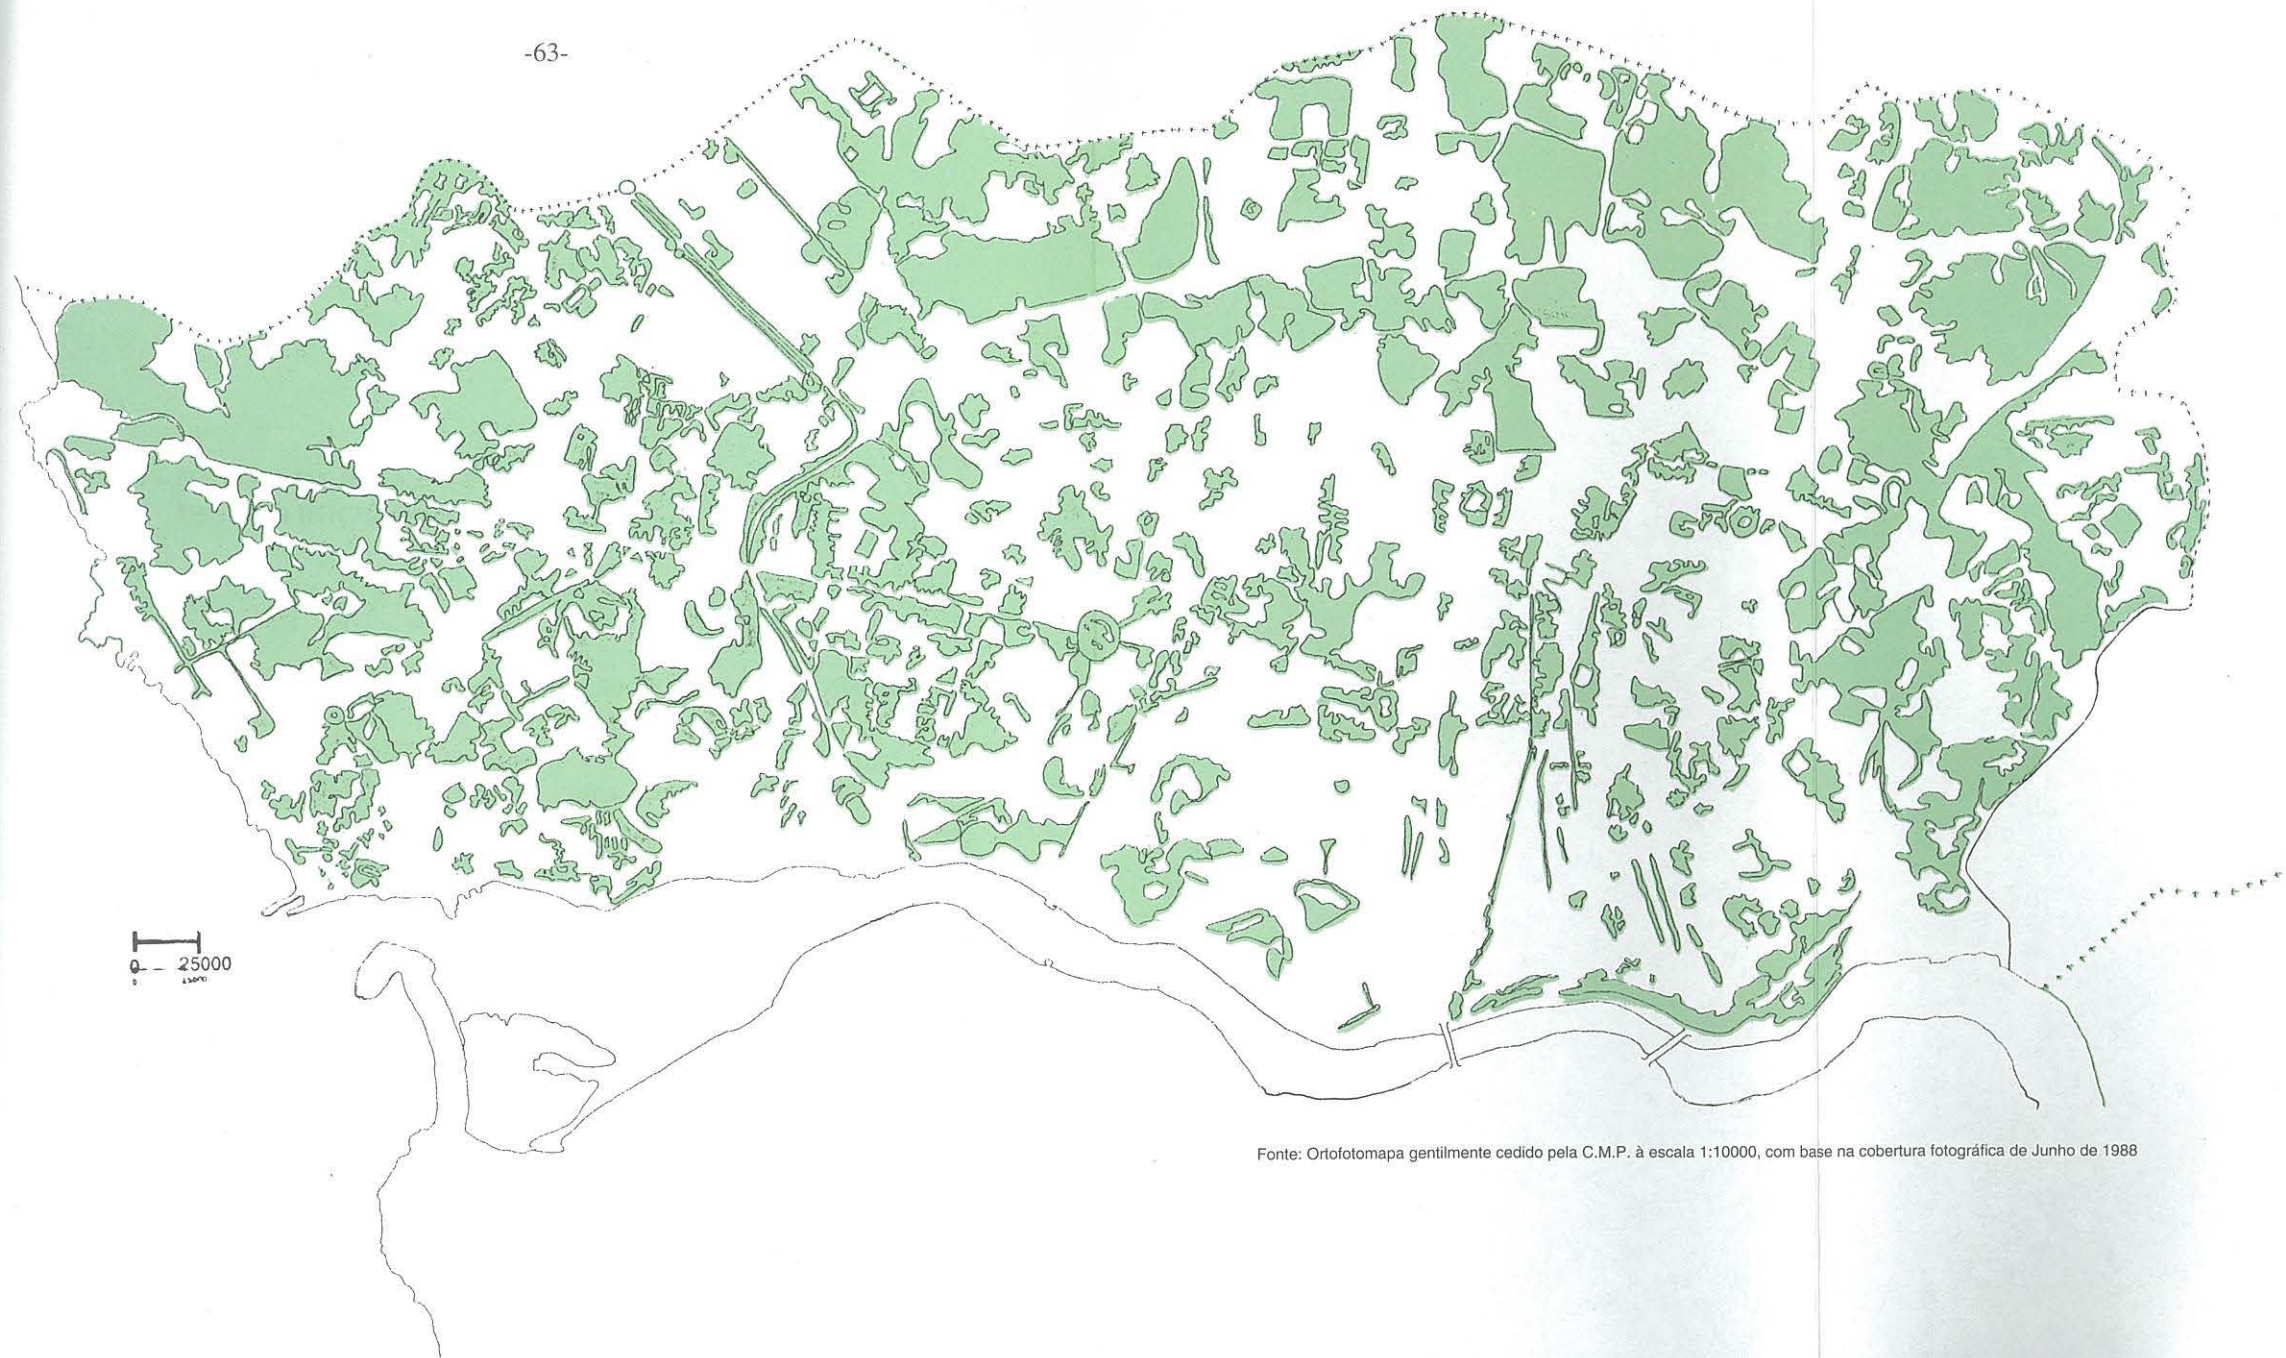 -63-
0 25000
Fonte: Ortofotomapa gentilmente cedido pela C.M.P. à escala 1:10000, com base na cobertura fotográfica de Junho de 1988